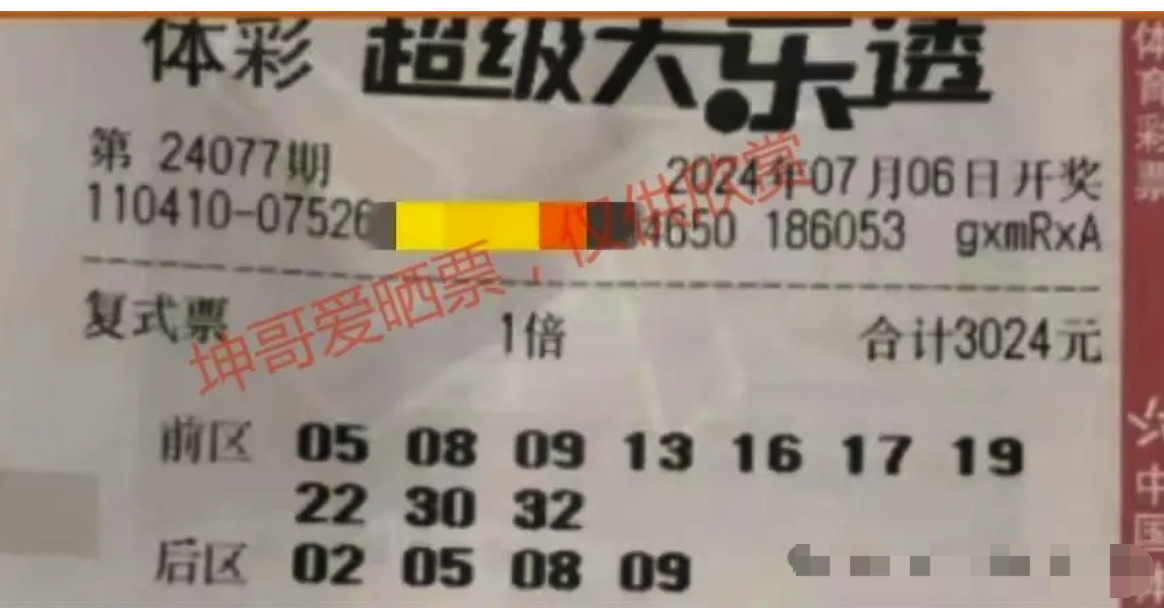 体彩 超级大乐透
第 24077期 2024年07月06日开奖
110410-07526 4650 186053 gxmRxA
复式票 1倍 合计3024元
坤哥爱晒票，仅供欣赏
前区 05 08 09 13 16 17 19
22 30 32
后区 02 05 08 09
体育彩票
中国体